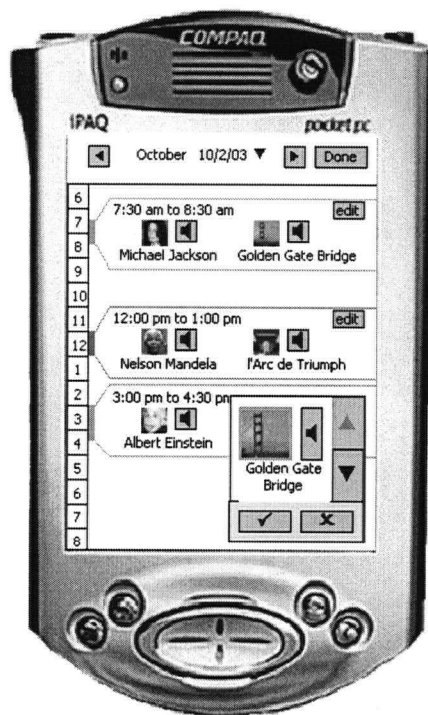 COMPAQ
iPAQ pocket pc
October 10/2/03 Done
6
7:30 am to 8:30 am edit
7
8
Michael Jackson Golden Gate Bridge
9
10
11
12:00 pm to 1:00 pm edit
12
Nelson Mandela l'Arc de Triumph
1
2
3:00 pm to 4:30 pm
3
Albert Einstein
4
Golden Gate
Bridge
5
6
7
8